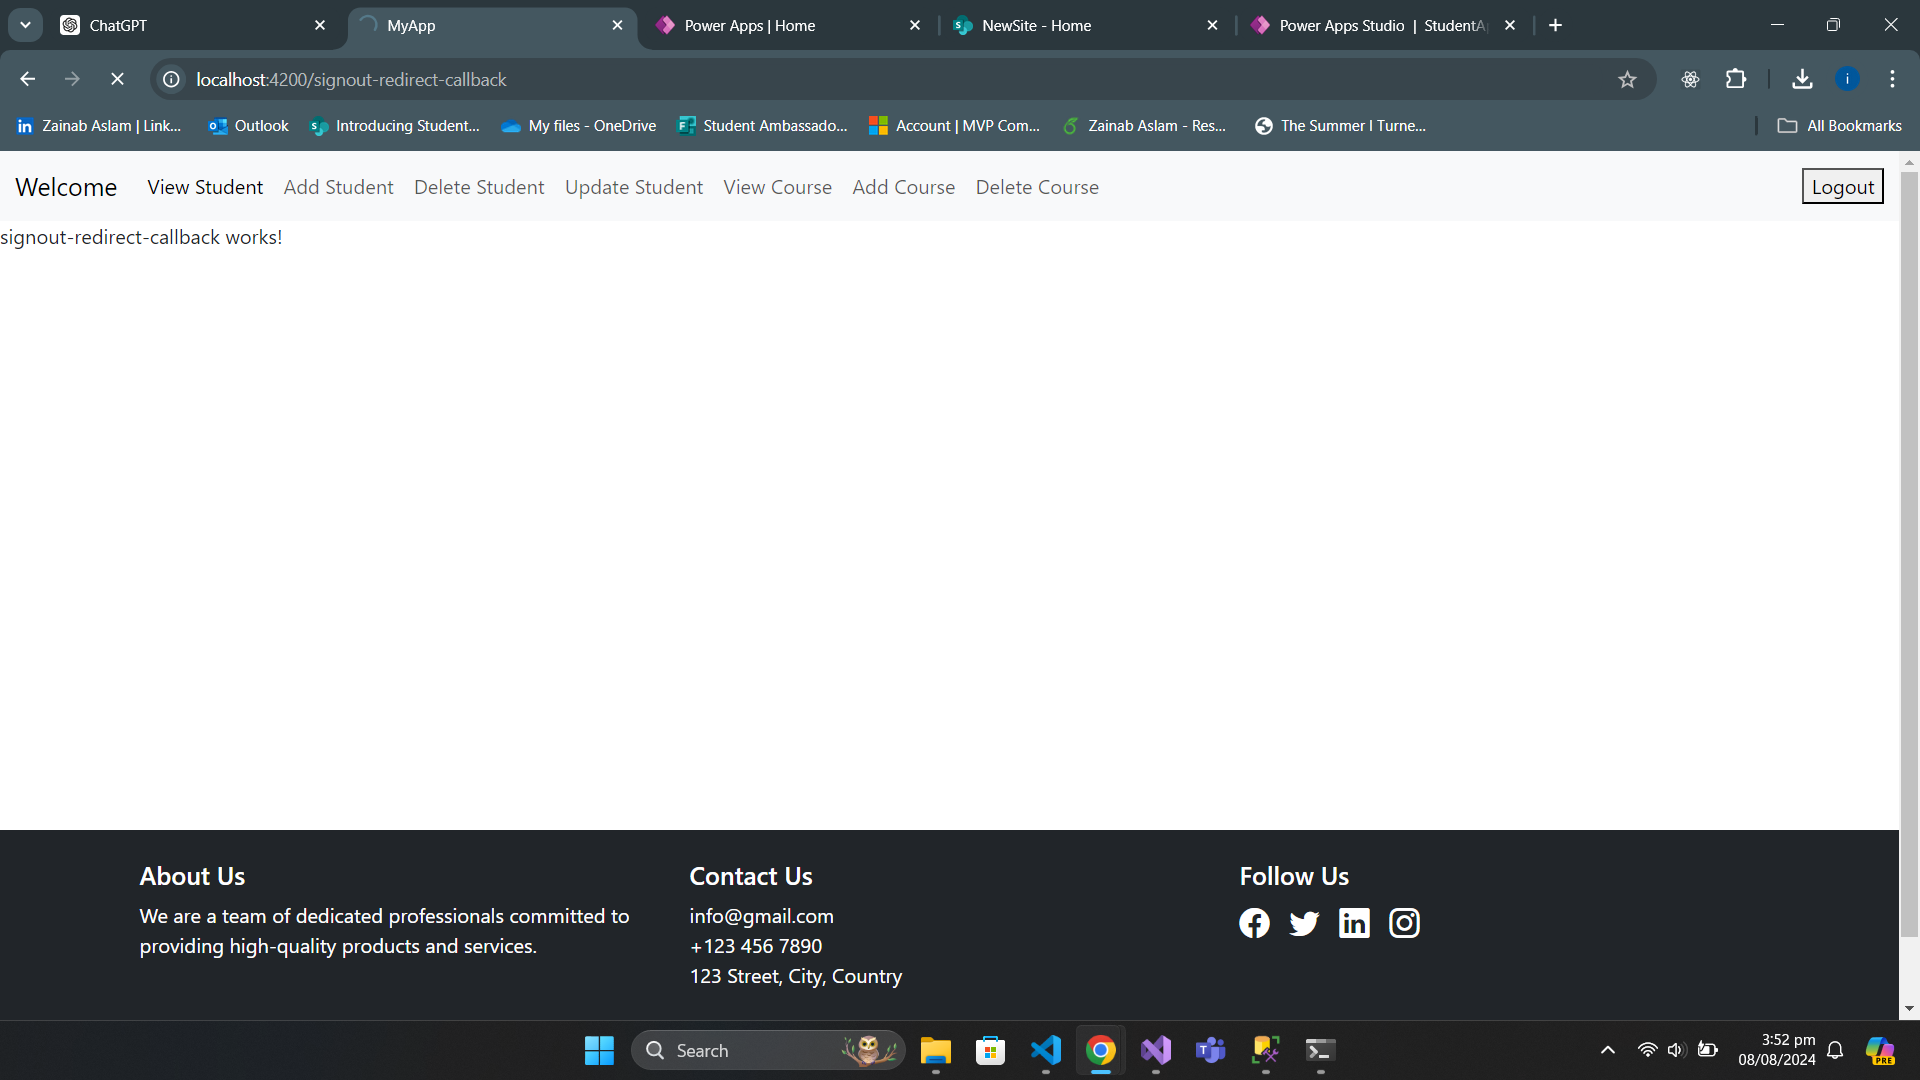 ChatGPT
MyApp
Power Apps | Home
NewSite - Home
Power Apps Studio | StudentA
localhost:4200/signout-redirect-callback
Zainab Aslam | Link...
Outlook
Introducing Student...
My files - OneDrive
Student Ambassado...
Account | MVP Com...
Zainab Aslam - Res...
The Summer I Turne...
All Bookmarks
Welcome
View Student
Add Student
Delete Student
Update Student
View Course
Add Course
Delete Course
Logout
signout-redirect-callback works!
About Us
We are a team of dedicated professionals committed to
providing high-quality products and services.
Contact Us
info@gmail.com
+123 456 7890
123 Street, City, Country
Follow Us
Search
3:52 pm
08/08/2024
PRE